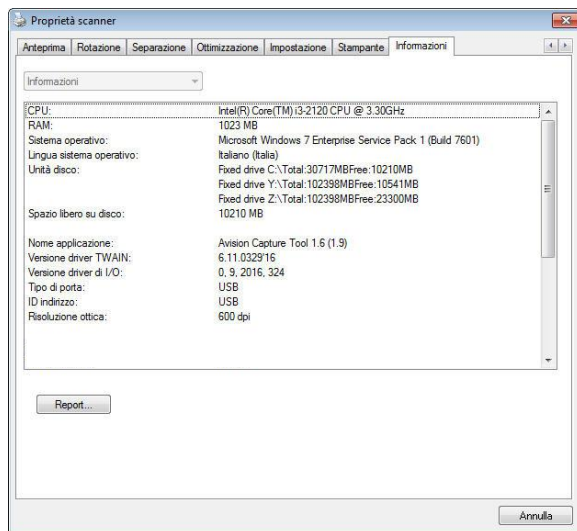 Proprietà scanner
Anteprima Rotazione Separazione Ottimizzazione Impostazione Stampante Informazioni
Informazioni
CPU: Intel(R) Core(TM) i3-2120 CPU @ 3.30GHz
RAM: 1023 MB
Sistema operativo: Microsoft Windows 7 Enterprise Service Pack 1 (Build 7601)
Lingua sistema operativo: Italiano (Italia)
Unità disco: Fixed drive C:\Total:30717MBFree:10210MB
Fixed drive Y:\Total:102398MBFree:10541MB
Fixed drive Z:\Total:102398MBFree:23300MB
Spazio libero su disco: 10210 MB
Nome applicazione: Avision Capture Tool 1.6 (1.9)
Versione driver TWAIN: 6.11.0329'16
Versione driver di I/O: 0, 9, 2016, 324
Tipo di porta: USB
ID indirizzo: USB
Risoluzione ottica: 600 dpi
Report...
Annulla